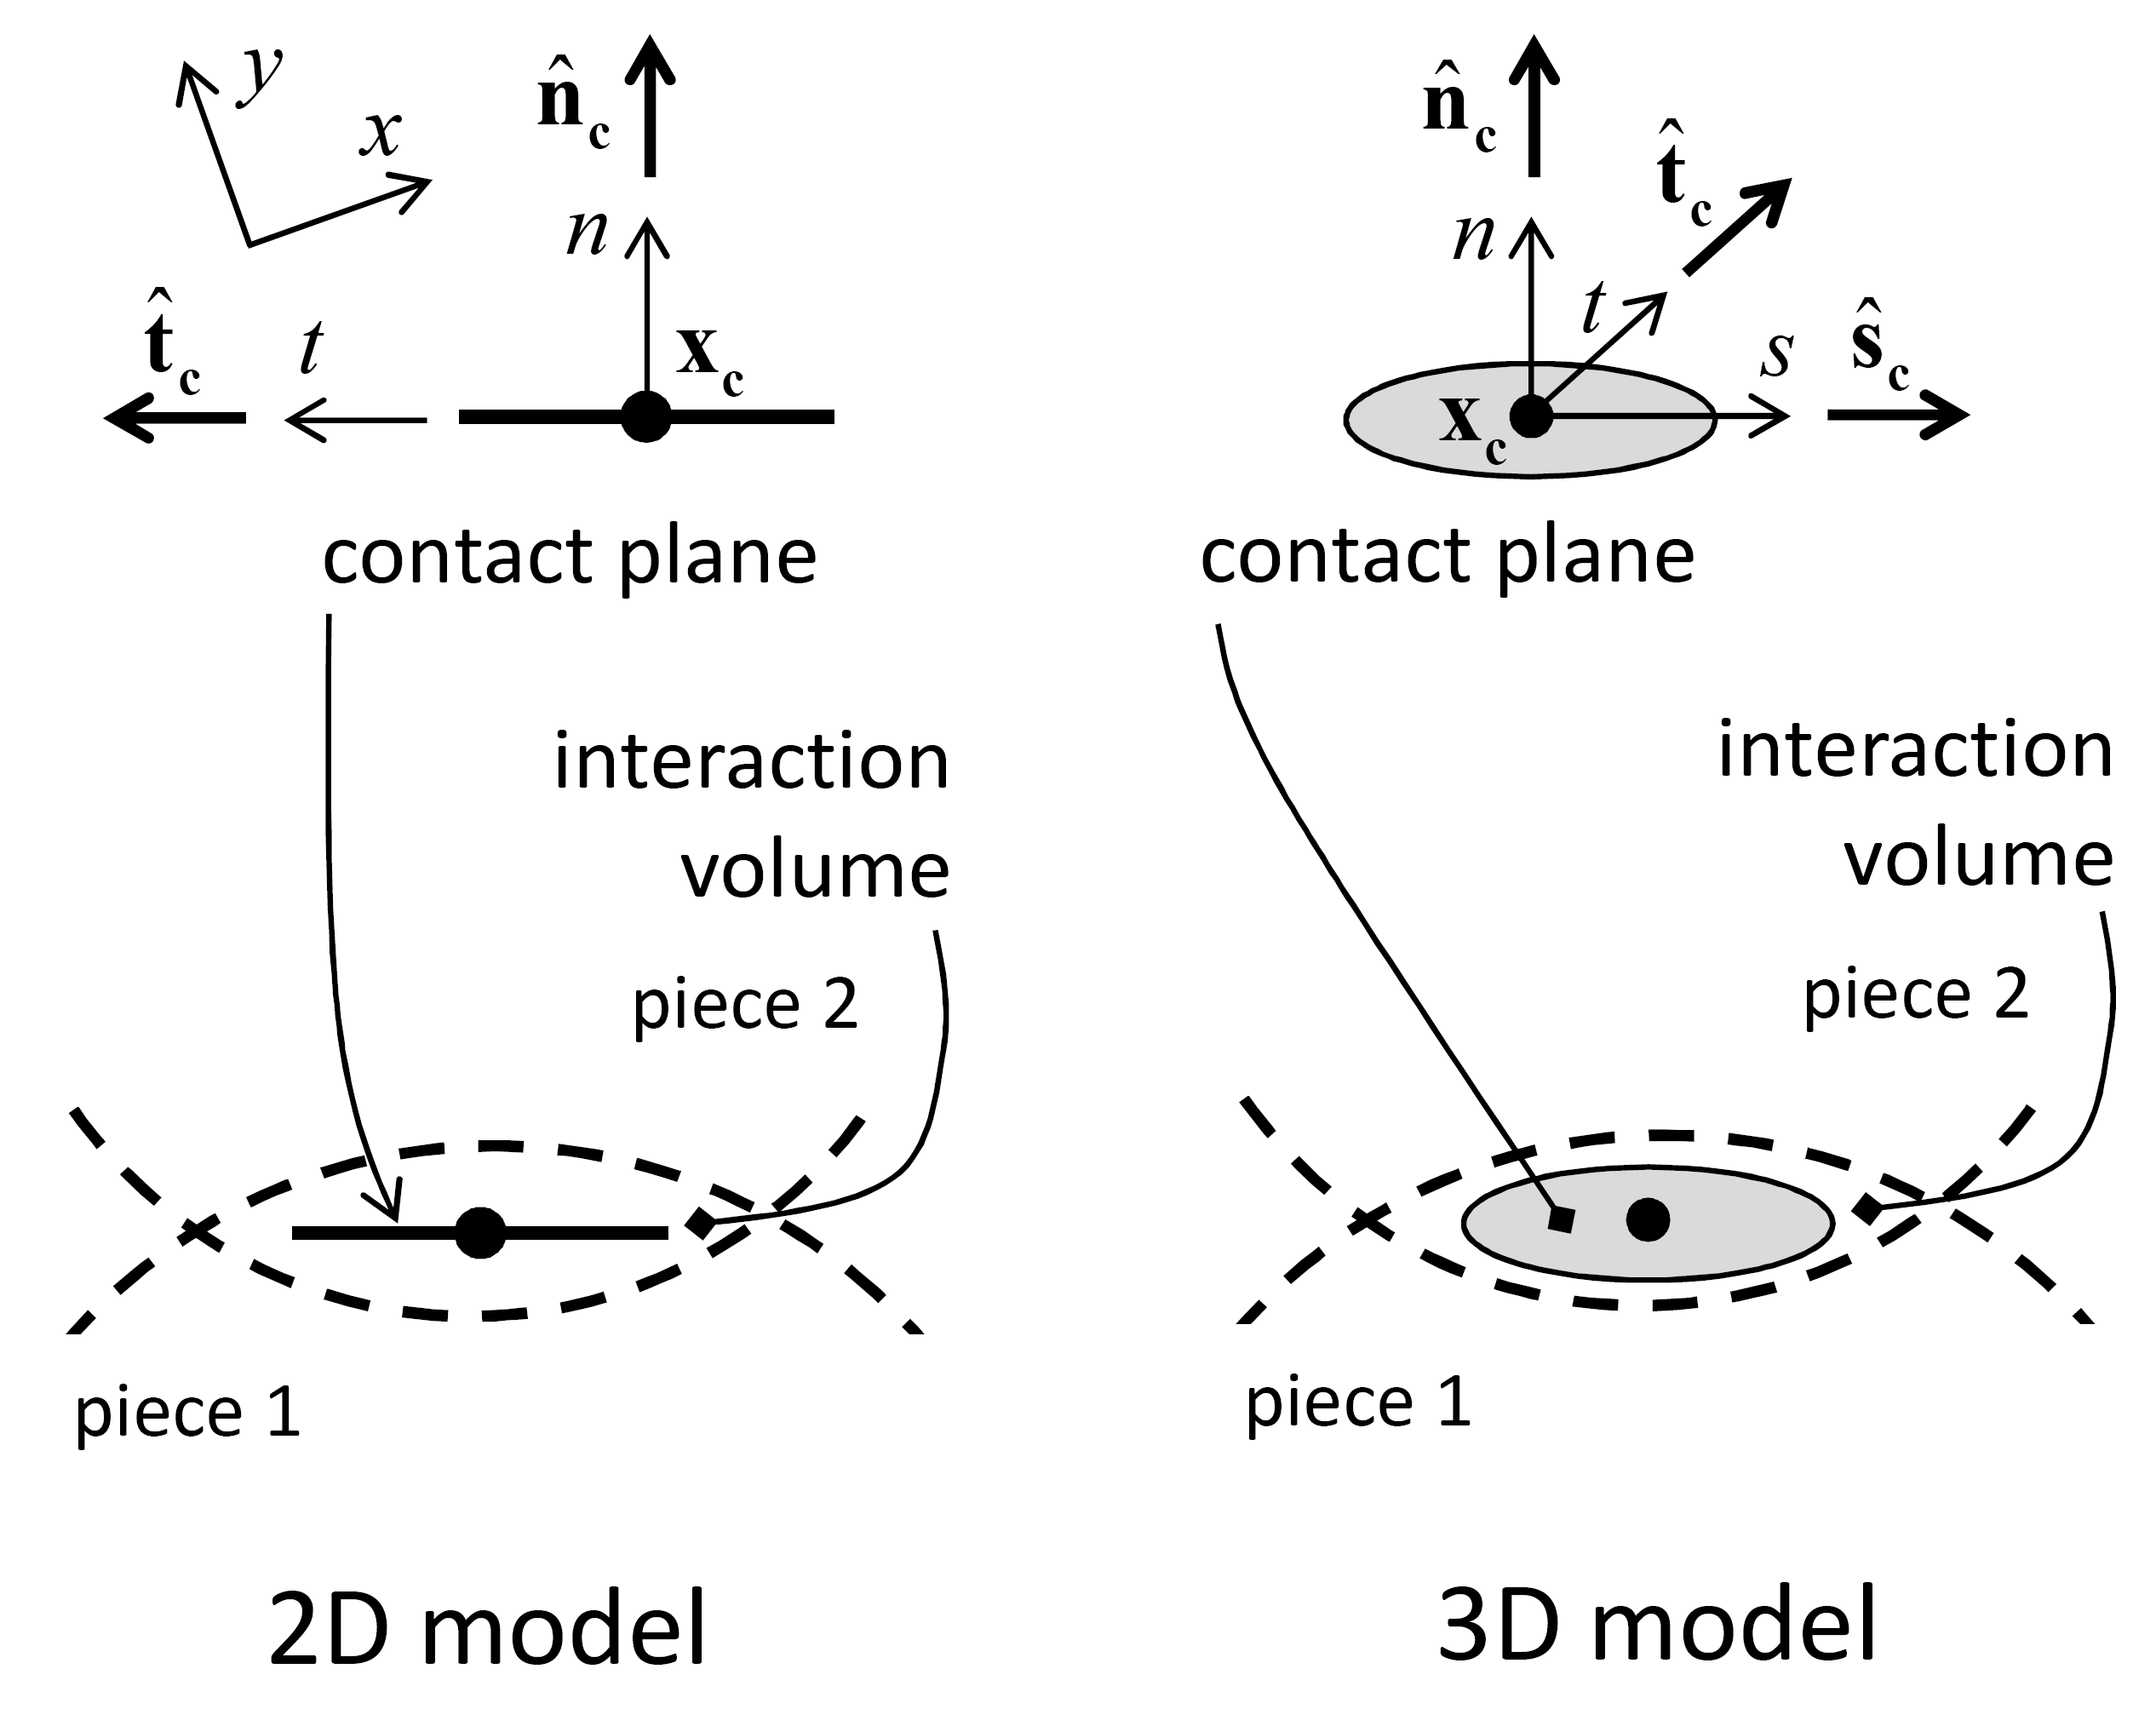 y
x
n̂c
n
t̂c
t
xc
contact plane
interaction
volume
piece 2
piece 1
2D model
n̂c
t̂c
n
t
s
ŝc
xc
contact plane
interaction
volume
piece 2
piece 1
3D model